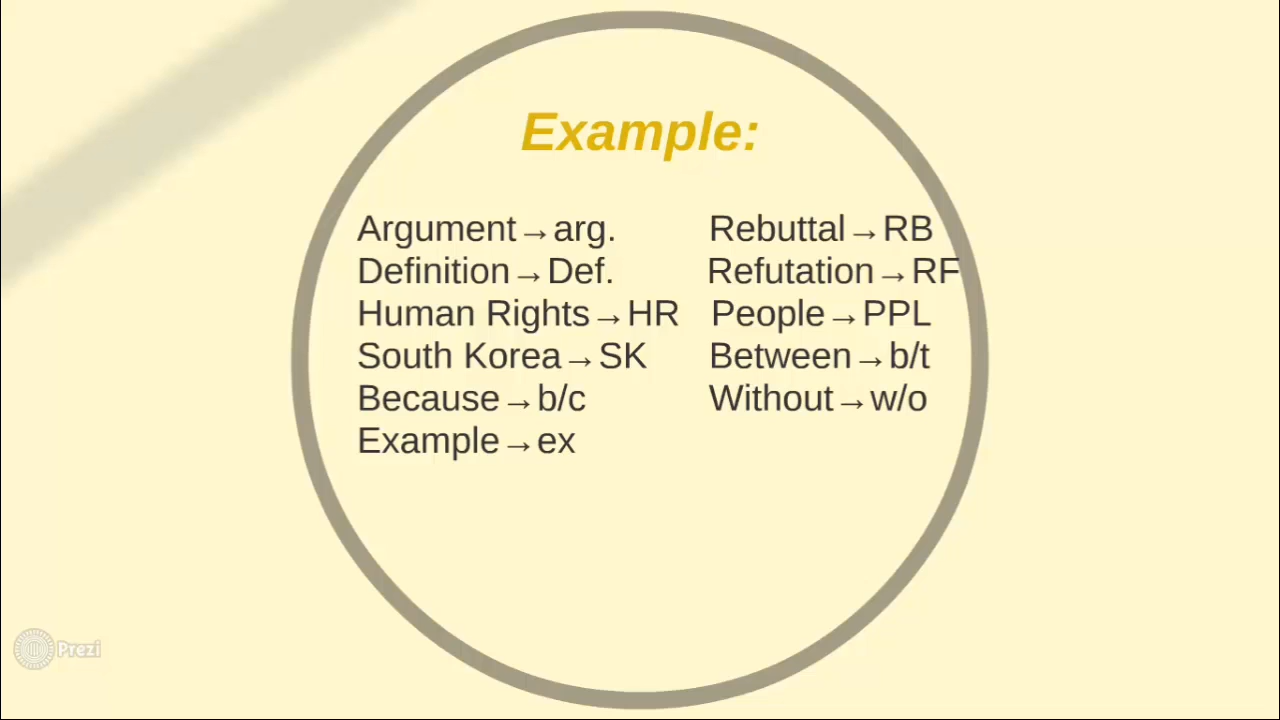 Example:
Argument→arg.
Definition→Def.
Human Rights→HR
South Korea→SK
Because→b/c
Example→ex
Rebuttal→RB
Refutation→RF
People→PPL
Between→b/t
Without→w/o
Prezi